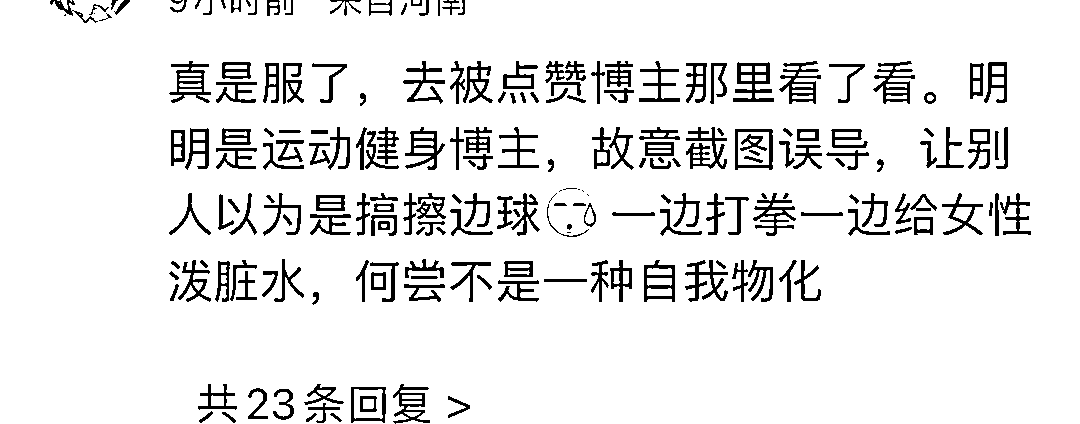 9小时前 来自河南
真是服了，去被点赞博主那里看了看。明
明是运动健身博主，故意截图误导，让别
人以为是搞擦边球 一边打拳一边给女性
泼脏水，何尝不是一种自我物化
共23条回复 >